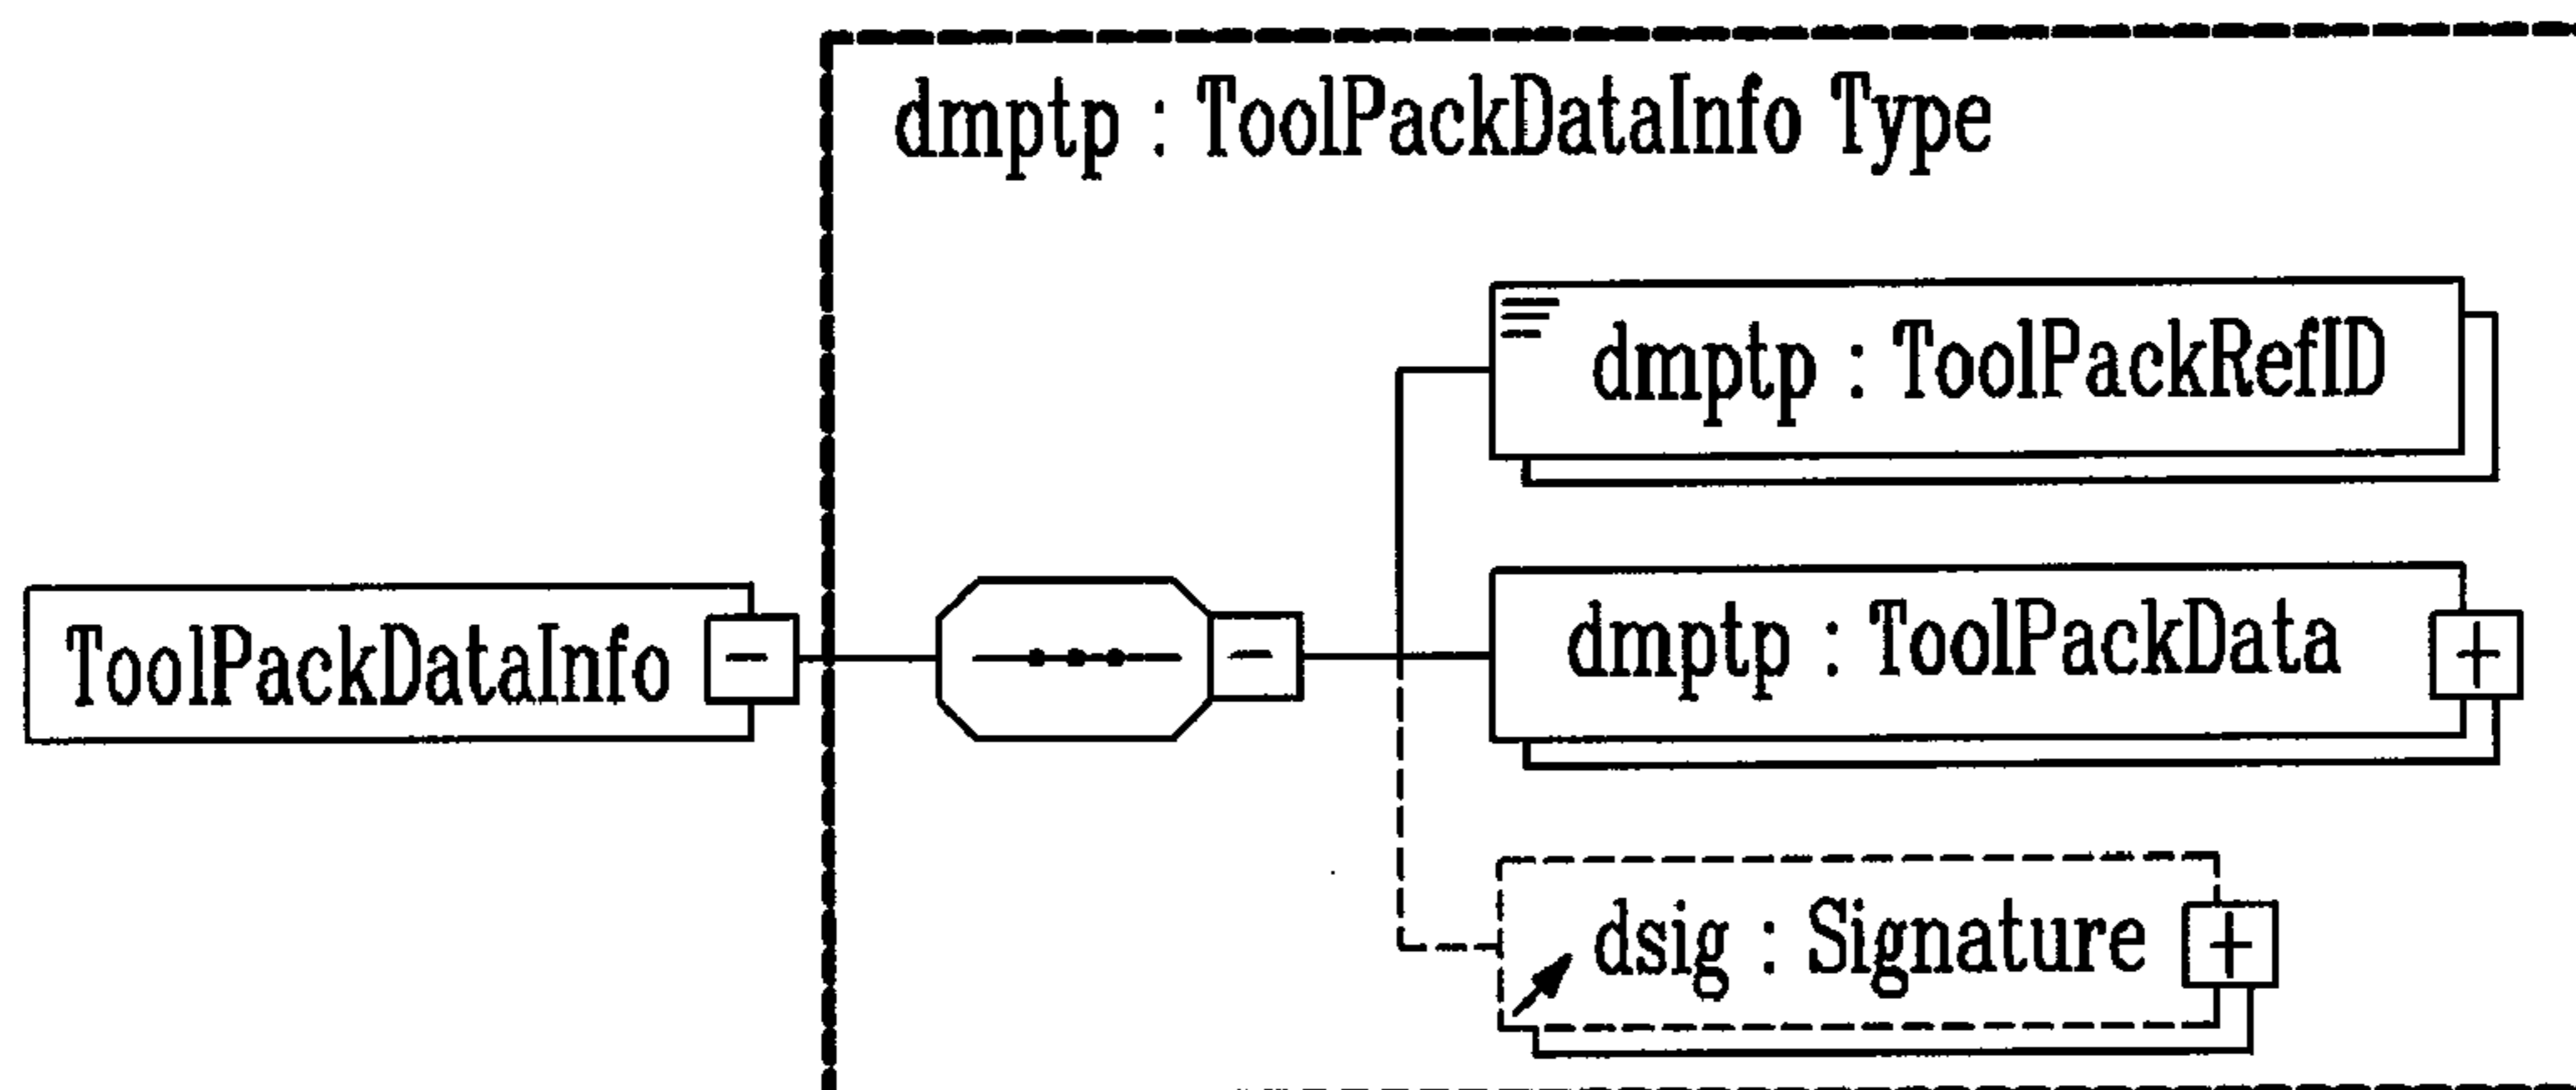 dmptp : ToolPackDataInfo Type
dmptp : ToolPackRefID
ToolPackDataInfo
dmptp : ToolPackData
dsig : Signature